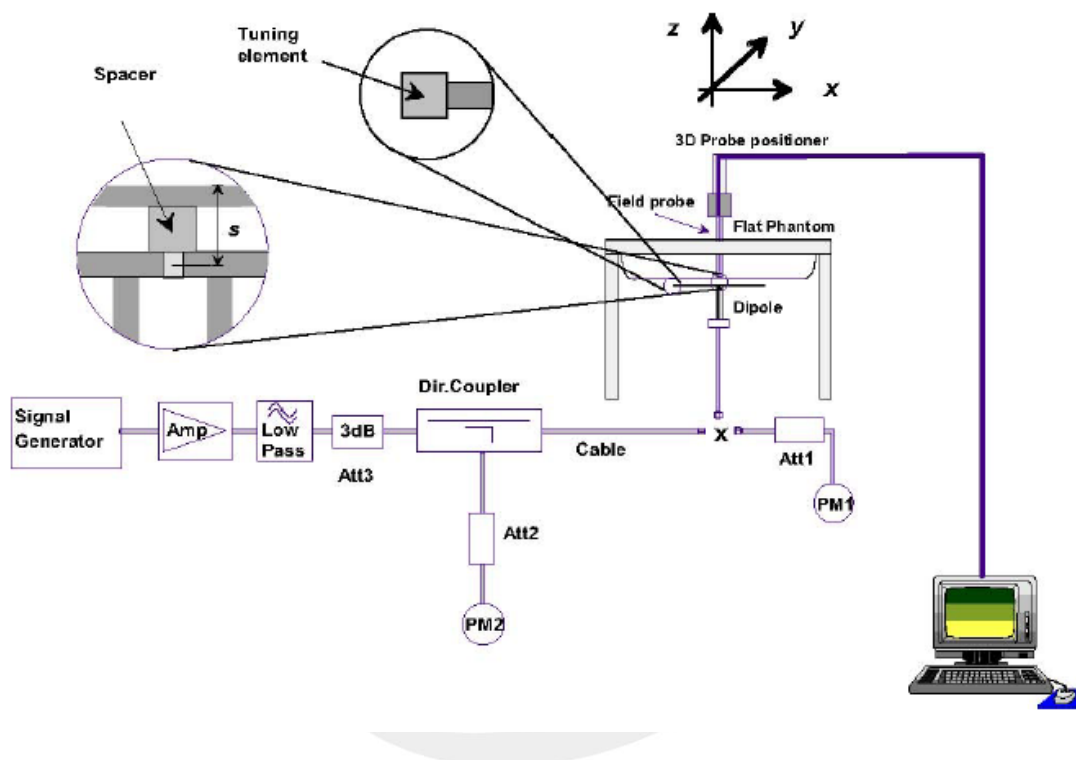 Tuning
element
Spacer
z
y
x
3D Probe positioner
Field probe
Flat Phantom
s
Dipole
Dir.Coupler
Signal
Generator
Amp
Low
Pass
3dB
Att3
Cable
x
Att1
PM1
Att2
PM2